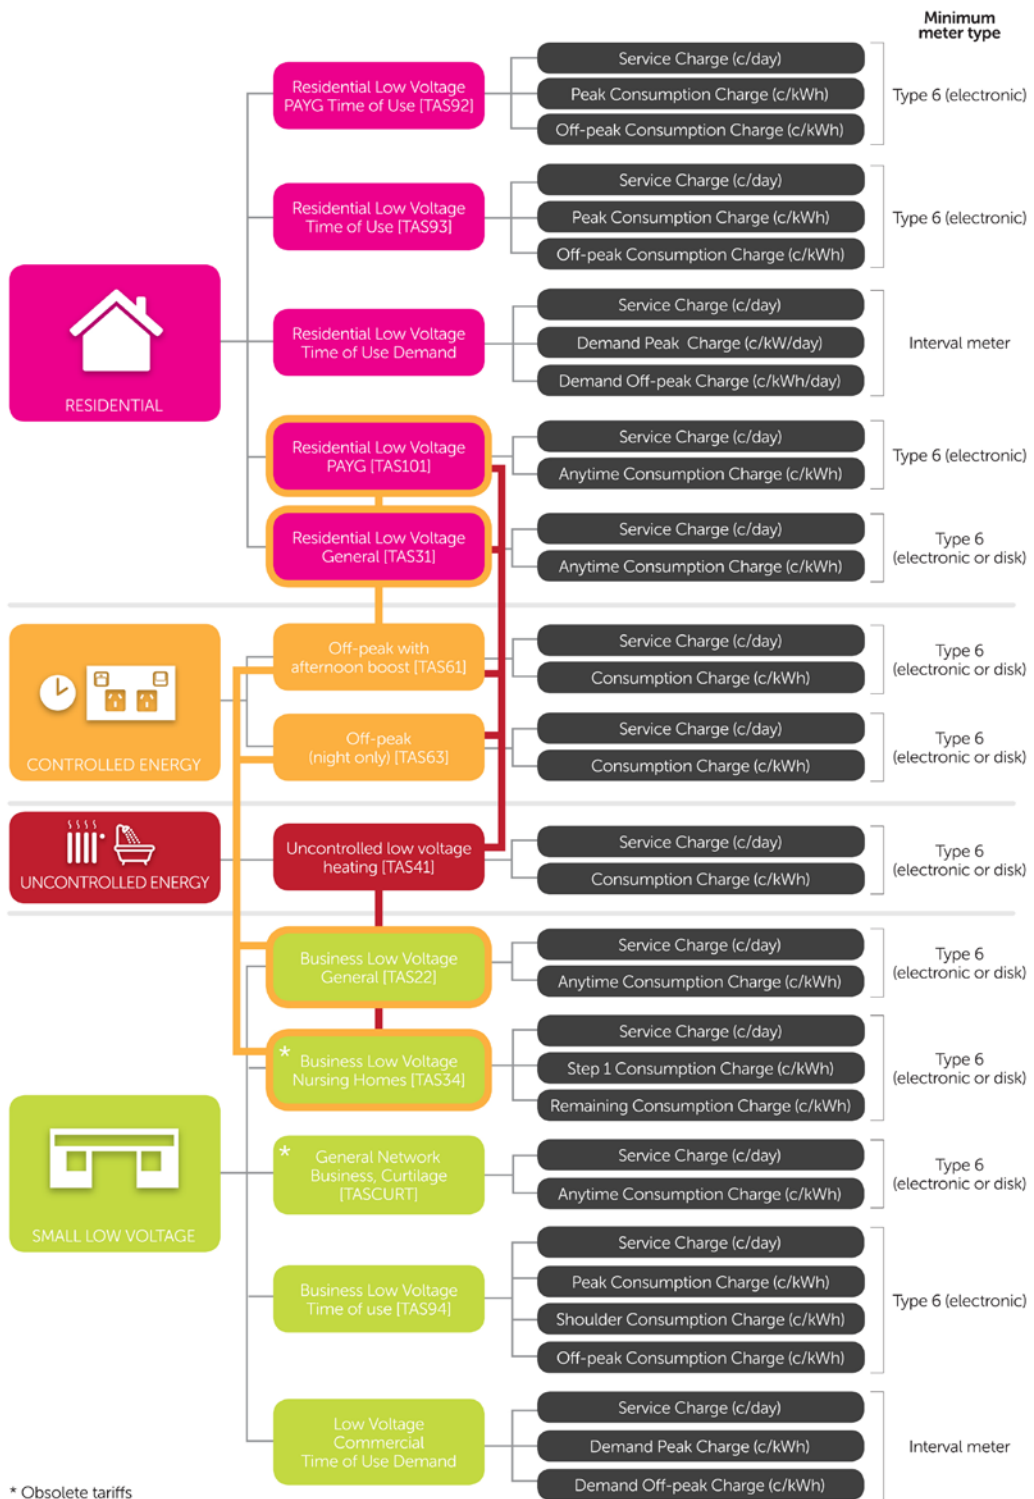 Minimum
meter type
Residential Low Voltage
PAYG Time of Use [TAS92]
Service Charge (c/day)
Peak Consumption Charge (c/kWh)
Off-peak Consumption Charge (c/kWh)
Type 6 (electronic)
Residential Low Voltage
Time of Use [TAS93]
Service Charge (c/day)
Peak Consumption Charge (c/kWh)
Off-peak Consumption Charge (c/kWh)
Type 6 (electronic)
RESIDENTIAL
Residential Low Voltage
Time of Use Demand
Service Charge (c/day)
Demand Peak Charge (c/kW/day)
Demand Off-peak Charge (c/kWh/day)
Interval meter
Residential Low Voltage
PAYG [TAS101]
Service Charge (c/day)
Anytime Consumption Charge (c/kWh)
Type 6 (electronic)
Residential Low Voltage
General [TAS31]
Service Charge (c/day)
Anytime Consumption Charge (c/kWh)
Type 6
(electronic or disk)
CONTROLLED ENERGY
Off-peak with
afternoon boost [TAS61]
Service Charge (c/day)
Consumption Charge (c/kWh)
Type 6
(electronic or disk)
Off-peak
(night only) [TAS63]
Service Charge (c/day)
Consumption Charge (c/kWh)
Type 6
(electronic or disk)
UNCONTROLLED ENERGY
Uncontrolled low voltage
heating [TAS41]
Service Charge (c/day)
Consumption Charge (c/kWh)
Type 6
(electronic or disk)
Business Low Voltage
General [TAS22]
Service Charge (c/day)
Anytime Consumption Charge (c/kWh)
Type 6
(electronic or disk)
* Business Low Voltage
Nursing Homes [TAS34]
Service Charge (c/day)
Step 1 Consumption Charge (c/kWh)
Remaining Consumption Charge (c/kWh)
Type 6
(electronic or disk)
SMALL LOW VOLTAGE
* General Network
Business, Curtilage
[TASCURT]
Service Charge (c/day)
Anytime Consumption Charge (c/kWh)
Type 6
(electronic or disk)
Business Low Voltage
Time of use [TAS94]
Service Charge (c/day)
Peak Consumption Charge (c/kWh)
Shoulder Consumption Charge (c/kWh)
Off-peak Consumption Charge (c/kWh)
Type 6 (electronic)
Low Voltage
Commercial
Time of Use Demand
Service Charge (c/day)
Demand Peak Charge (c/kWh)
Demand Off-peak Charge (c/kWh)
Interval meter
* Obsolete tariffs